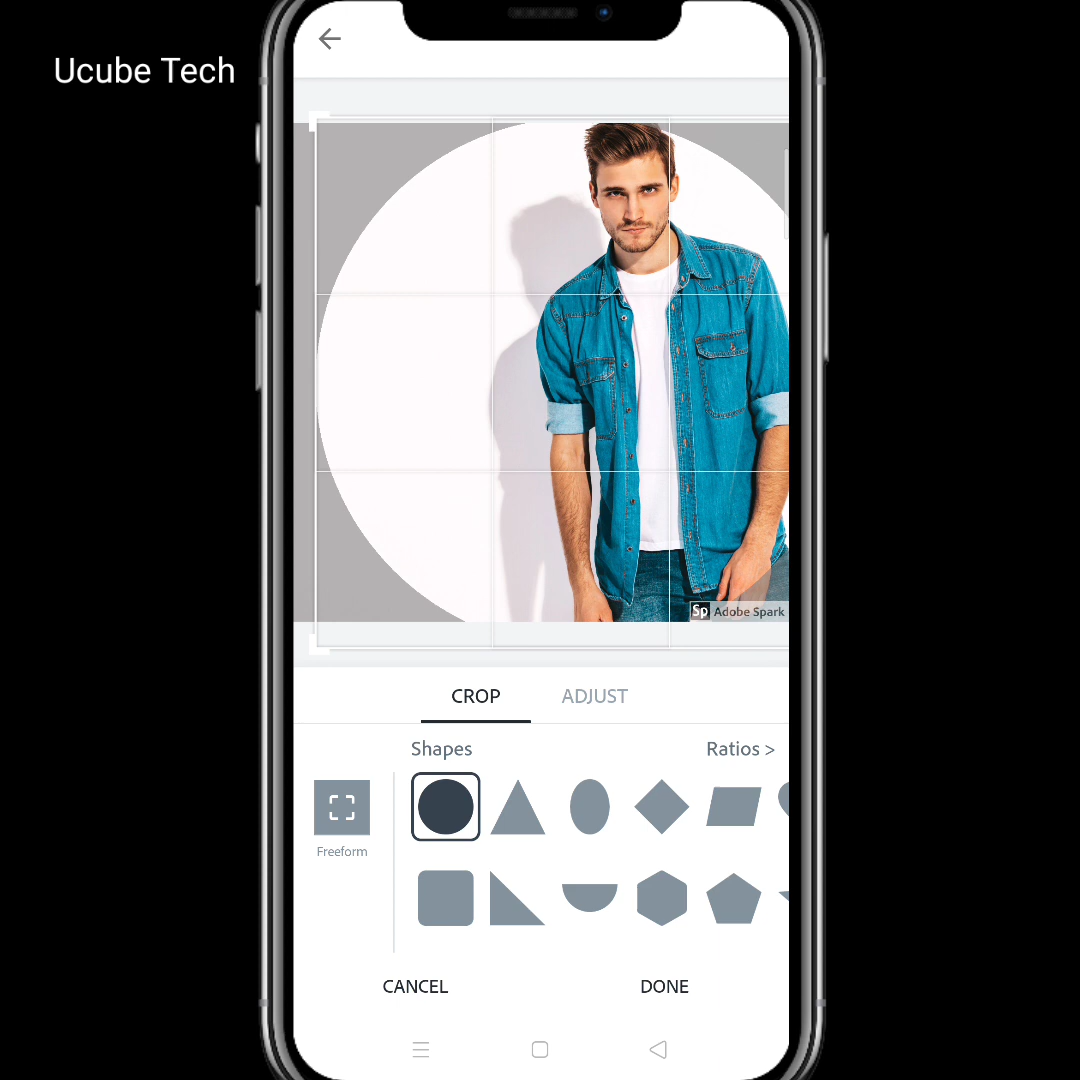 Ucube Tech
Sp Adobe Spark
CROP
ADJUST
Shapes
Ratios >
Freeform
CANCEL
DONE